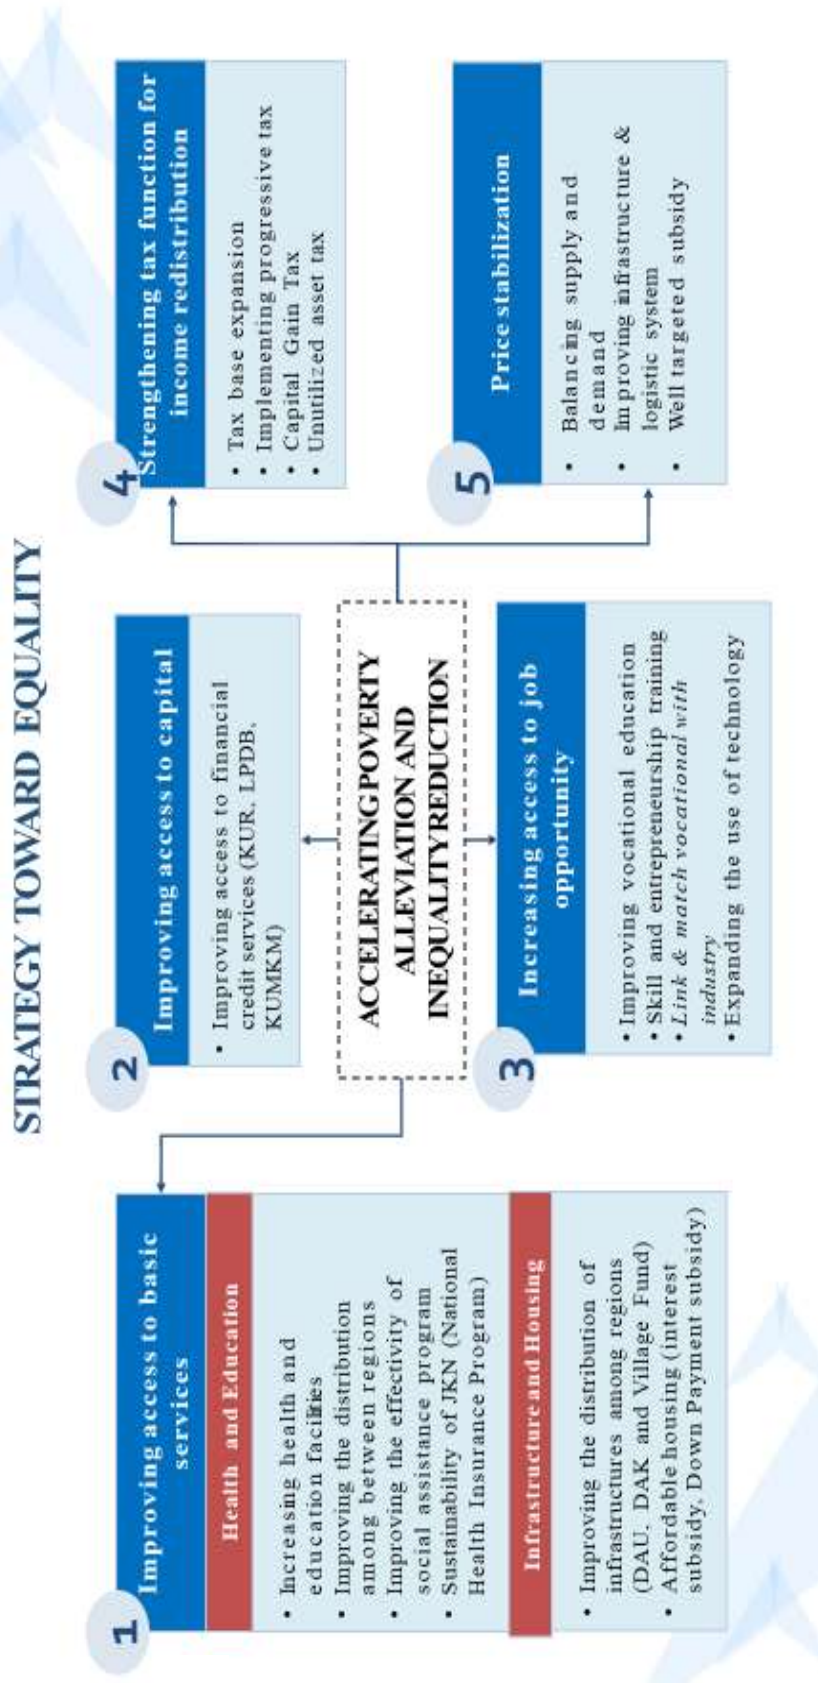 STRATEGY TOWARD EQUALITY
1
Improving access to basic
services
Health and Education
• Increasing health and
education facilities
• Improving the distribution
among between regions
• Improving the effectivity of
social assistance program
• Sustainability of JKN (National
Health Insurance Program)
Infrastructure and Housing
• Improving the distribution of
infrastructures among regions
(DAU, DAK and Village Fund)
• Affordable housing (interest
subsidy, Down Payment subsidy)
2
Improving access to capital
• Improving access to financial
credit services (KUR, LPDB,
KUMKM)
ACCELERATING POVERTY
ALLEVIATION AND
INEQUALITY REDUCTION
3
Increasing access to job
opportunity
• Improving vocational education
• Skill and entrepreneurship training
• Link & match vocational with
industry
• Expanding the use of technology
4
Strengthening tax function for
income redistribution
• Tax base expansion
• Implementing progressive tax
• Capital Gain Tax
• Unutilized asset tax
5
Price stabilization
• Balancing supply and
demand
• Improving infrastructure &
logistic system
• Well targeted subsidy